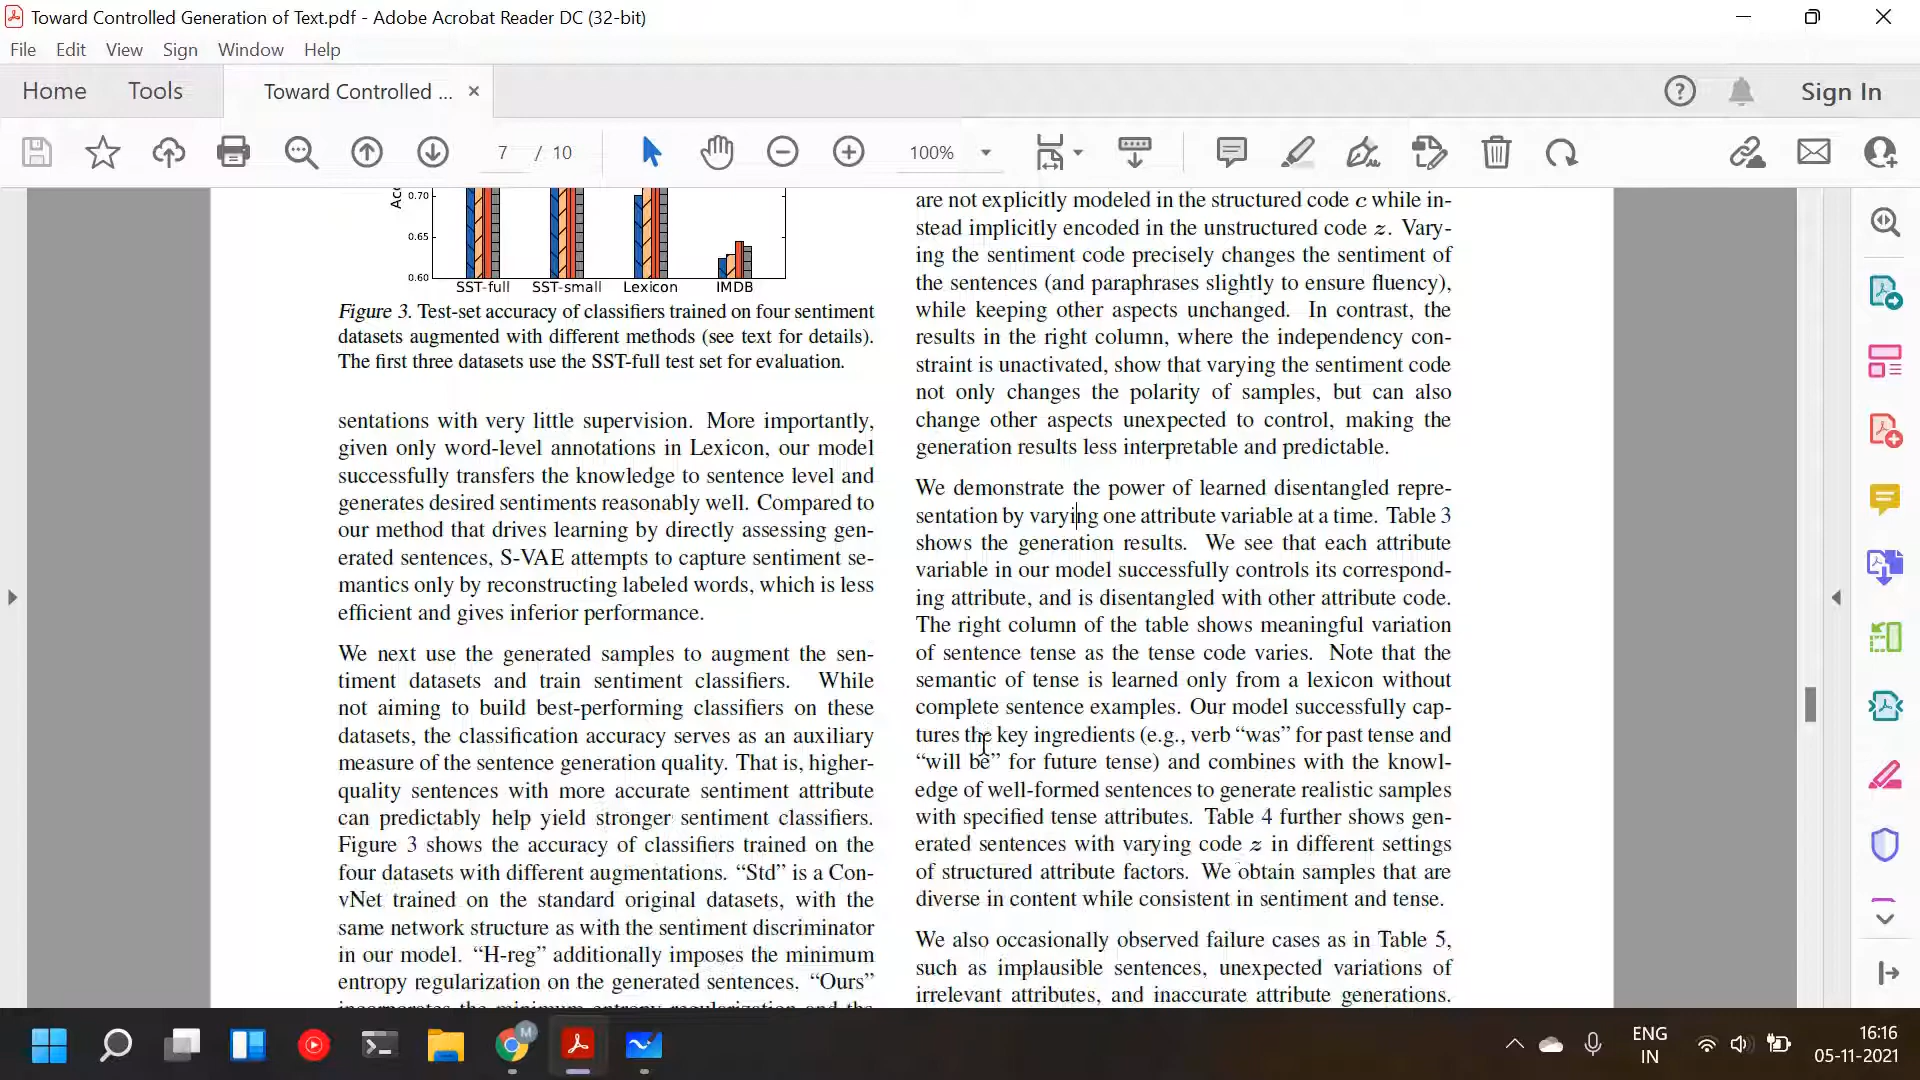 Toward Controlled Generation of Text.pdf - Adobe Acrobat Reader DC (32-bit)
File Edit View Sign Window Help
Home Tools Toward Controlled ... × Sign In
7 / 10 100%
Acc
0.70
0.65
0.60
SST-full SST-small Lexicon IMDB
Figure 3. Test-set accuracy of classifiers trained on four sentiment
datasets augmented with different methods (see text for details).
The first three datasets use the SST-full test set for evaluation.
sentations with very little supervision. More importantly,
given only word-level annotations in Lexicon, our model
successfully transfers the knowledge to sentence level and
generates desired sentiments reasonably well. Compared to
our method that drives learning by directly assessing gen-
erated sentences, S-VAE attempts to capture sentiment se-
mantics only by reconstructing labeled words, which is less
efficient and gives inferior performance.
We next use the generated samples to augment the sen-
timent datasets and train sentiment classifiers. While
not aiming to build best-performing classifiers on these
datasets, the classification accuracy serves as an auxiliary
measure of the sentence generation quality. That is, higher-
quality sentences with more accurate sentiment attribute
can predictably help yield stronger sentiment classifiers.
Figure 3 shows the accuracy of classifiers trained on the
four datasets with different augmentations. “Std” is a Con-
vNet trained on the standard original datasets, with the
same network structure as with the sentiment discriminator
in our model. “H-reg” additionally imposes the minimum
entropy regularization on the generated sentences. “Ours”
incorporates the minimum entropy regularization and the
are not explicitly modeled in the structured code c while in-
stead implicitly encoded in the unstructured code z. Vary-
ing the sentiment code precisely changes the sentiment of
the sentences (and paraphrases slightly to ensure fluency),
while keeping other aspects unchanged. In contrast, the
results in the right column, where the independency con-
straint is unactivated, show that varying the sentiment code
not only changes the polarity of samples, but can also
change other aspects unexpected to control, making the
generation results less interpretable and predictable.
We demonstrate the power of learned disentangled repre-
sentation by varying one attribute variable at a time. Table 3
shows the generation results. We see that each attribute
variable in our model successfully controls its correspond-
ing attribute, and is disentangled with other attribute code.
The right column of the table shows meaningful variation
of sentence tense as the tense code varies. Note that the
semantic of tense is learned only from a lexicon without
complete sentence examples. Our model successfully cap-
tures the key ingredients (e.g., verb “was” for past tense and
“will be” for future tense) and combines with the knowl-
edge of well-formed sentences to generate realistic samples
with specified tense attributes. Table 4 further shows gen-
erated sentences with varying code z in different settings
of structured attribute factors. We obtain samples that are
diverse in content while consistent in sentiment and tense.
We also occasionally observed failure cases as in Table 5,
such as implausible sentences, unexpected variations of
irrelevant attributes, and inaccurate attribute generations.
M
ENG
IN
16:16
05-11-2021